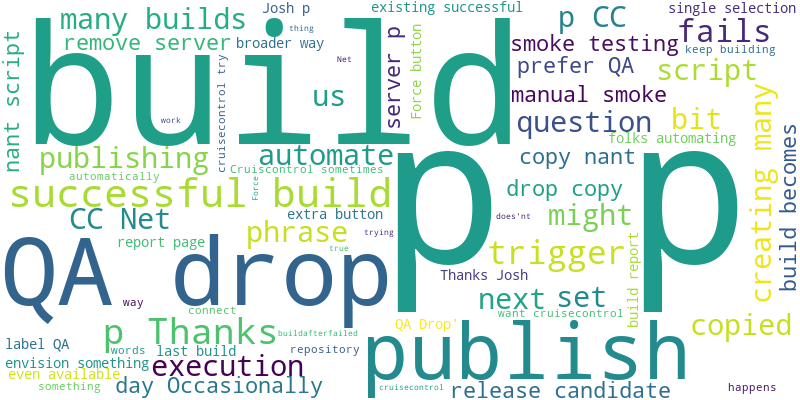 many builds
Josh p
thing
existing successful
p CC
single selection
fails
remove server
broader way
smoke testing
keep building
nant script
build
Net
cruisecontrol try
server p
Force button
prefer QA
script
us
manual smoke
work
question
bit
folks automating
creating many
build becomes
publishing
automate
copy nant
automatically
Cruiscontrol sometimes
successful build
Force
drop copy
p p
CC Net
extra button
does'nt
might
phrase
trying
QA drop
report page
true
trigger
build report
Thanks Josh
way
connect
next
set
want cruisecontrol
p Thanks
buildafterfailed
QA Drop'
copied
label QA
words
last build
repository
publish
envision something
execution
even available
something
day Occasionally
cruisecontrol
release candidate
happens